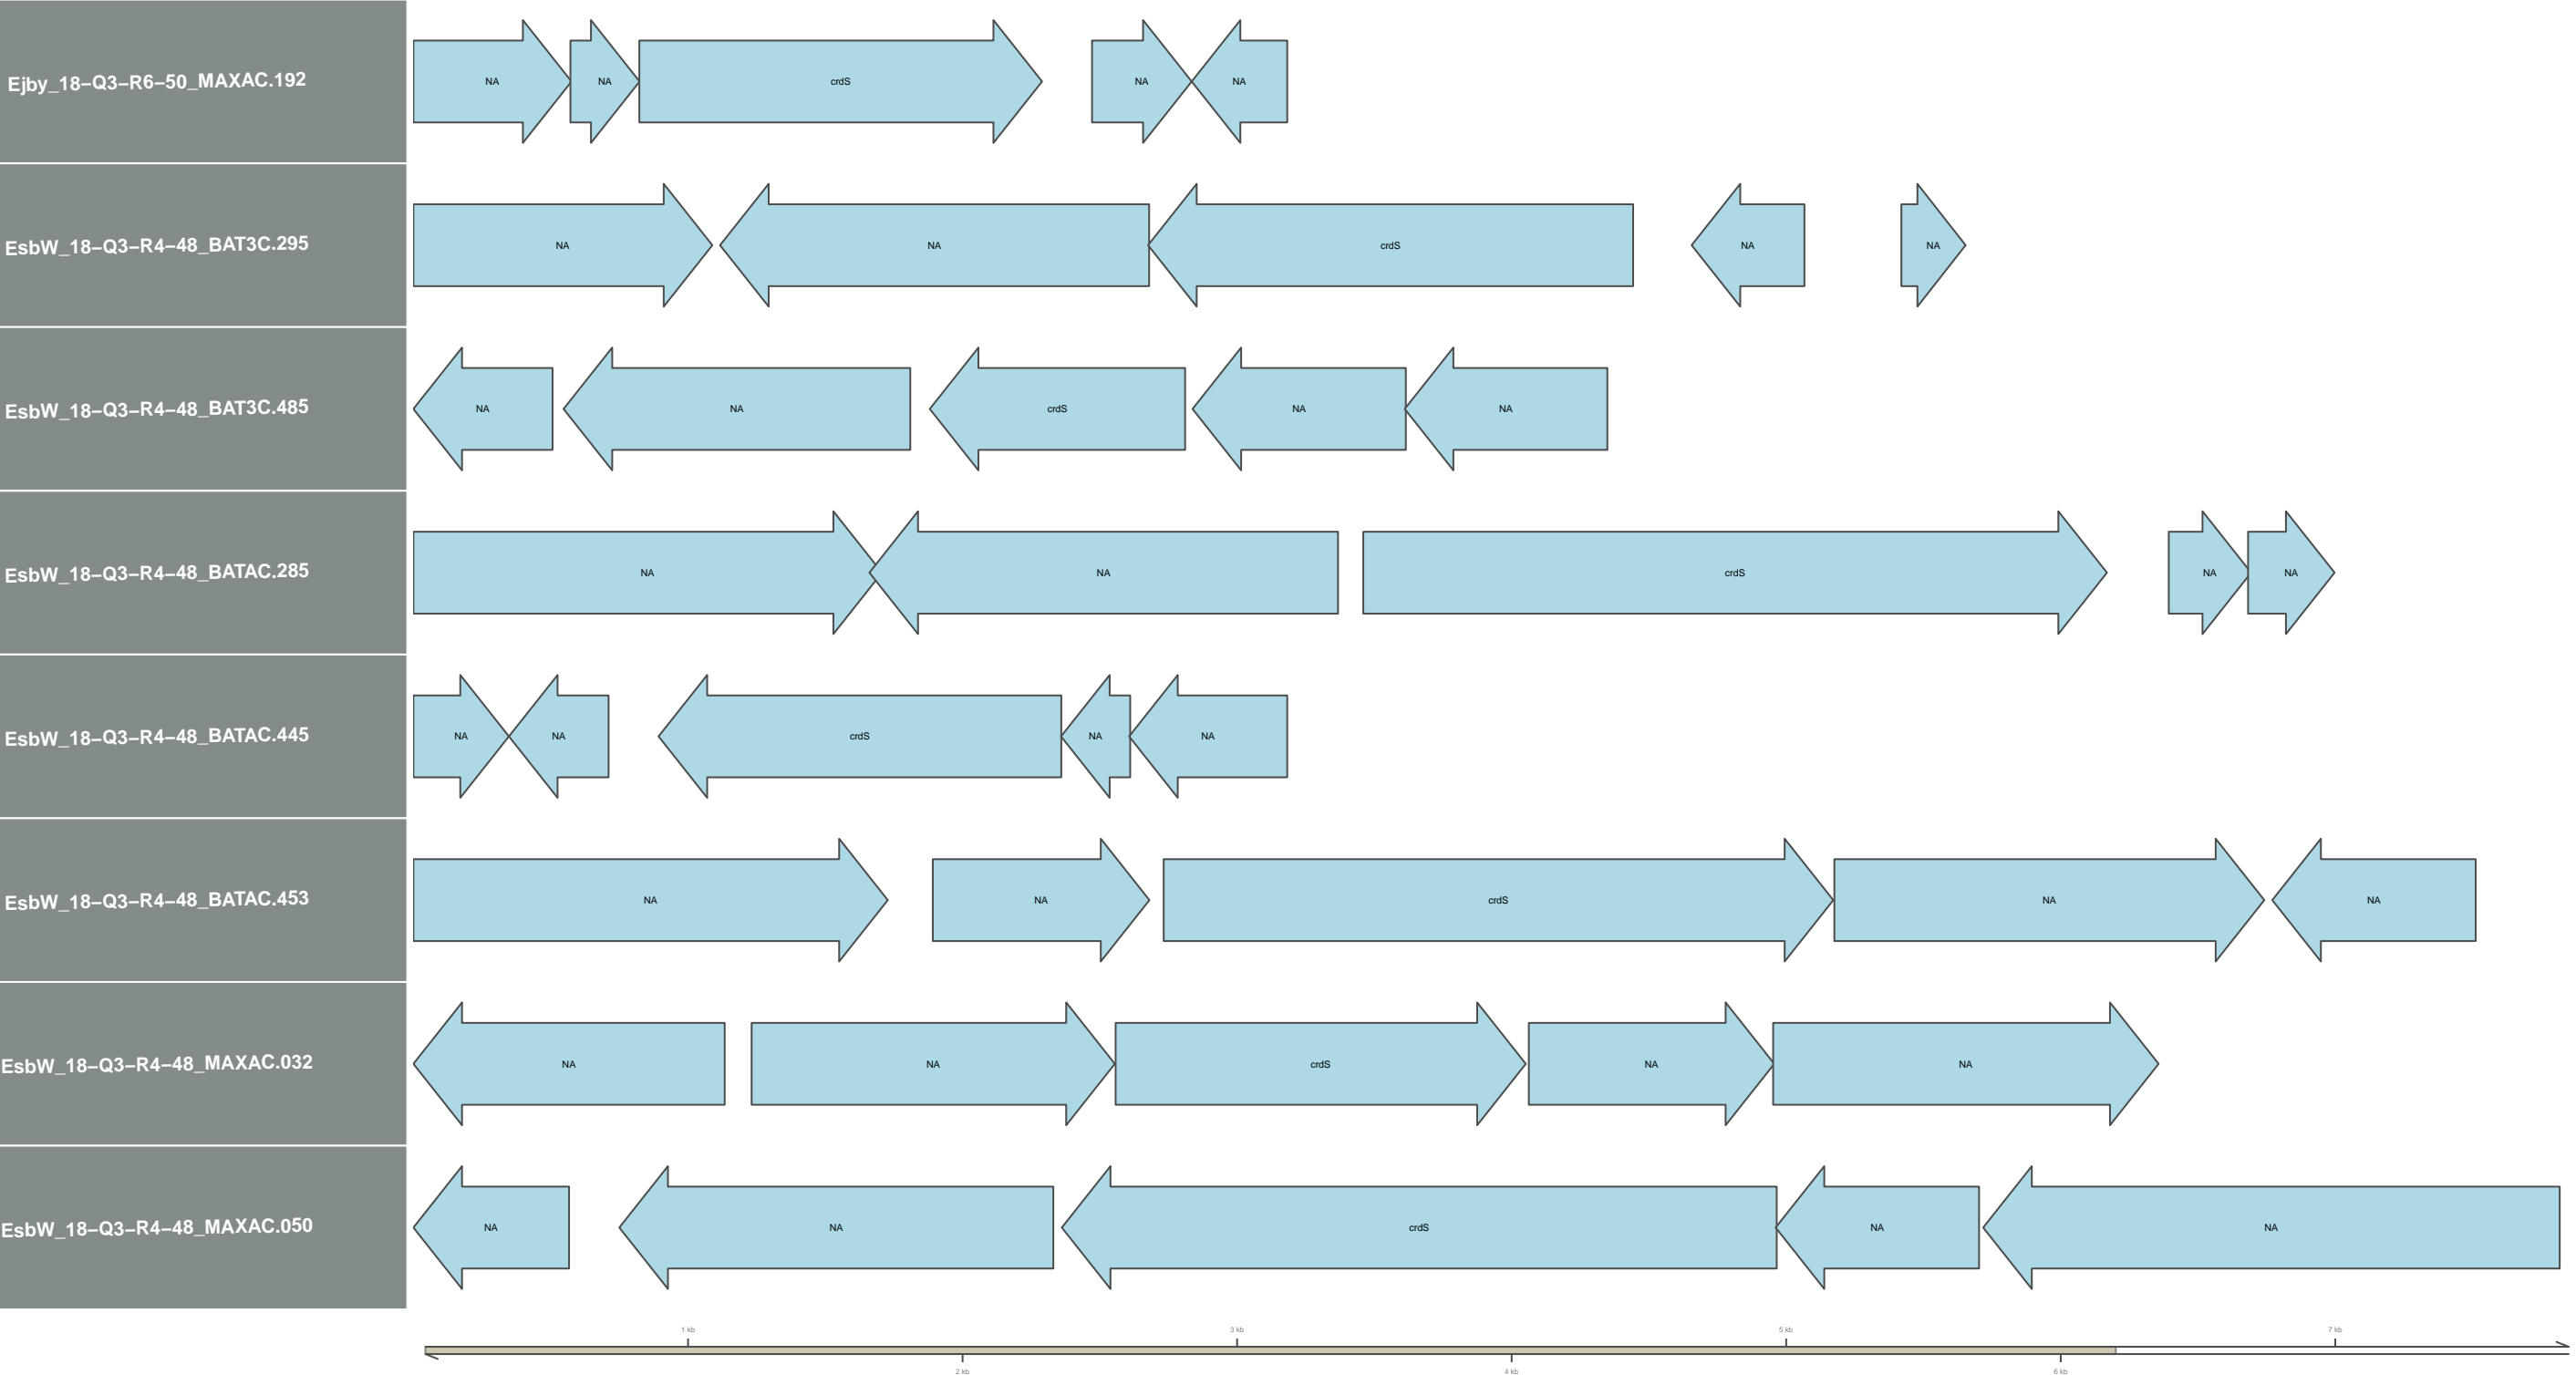 Ejby_18–Q3–R6–50_MAXAC.192 NA NA crdS NA NA
EsbW_18–Q3–R4–48_BAT3C.295 NA NA crdS NA NA
EsbW_18–Q3–R4–48_BAT3C.485 NA NA crdS NA NA
EsbW_18–Q3–R4–48_BATAC.285 NA NA crdS NA NA
EsbW_18–Q3–R4–48_BATAC.445 NA NA crdS NA NA
EsbW_18–Q3–R4–48_BATAC.453 NA NA crdS NA NA
EsbW_18–Q3–R4–48_MAXAC.032 NA NA crdS NA NA
EsbW_18–Q3–R4–48_MAXAC.050 NA NA crdS NA NA
1 kb 3 kb 5 kb 7 kb
2 kb 4 kb 6 kb